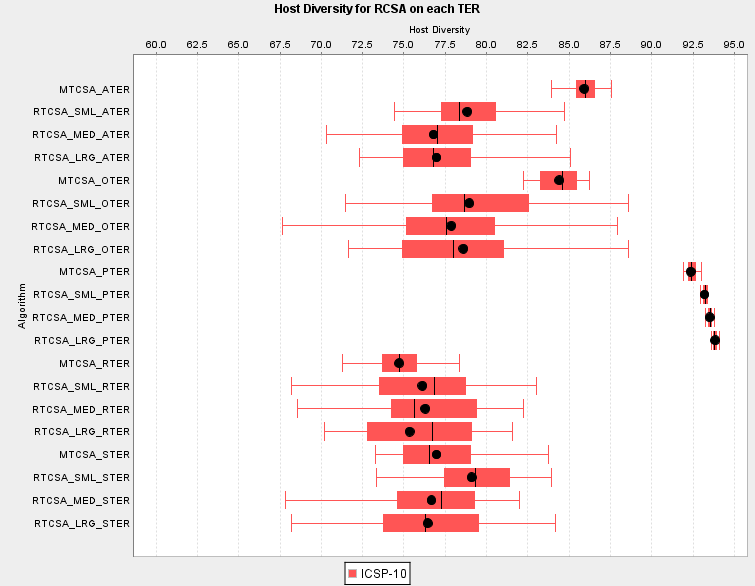 Host Diversity for RCSA on each TER
Host Diversity
60.0 62.5 65.0 67.5 70.0 72.5 75.0 77.5 80.0 82.5 85.0 87.5 90.0 92.5 95.0
Algorithm
MTCSA_ATER
RTCSA_SML_ATER
RTCSA_MED_ATER
RTCSA_LRG_ATER
MTCSA_OTER
RTCSA_SML_OTER
RTCSA_MED_OTER
RTCSA_LRG_OTER
MTCSA_PTER
RTCSA_SML_PTER
RTCSA_MED_PTER
RTCSA_LRG_PTER
MTCSA_RTER
RTCSA_SML_RTER
RTCSA_MED_RTER
RTCSA_LRG_RTER
MTCSA_STER
RTCSA_SML_STER
RTCSA_MED_STER
RTCSA_LRG_STER
ICSP-10